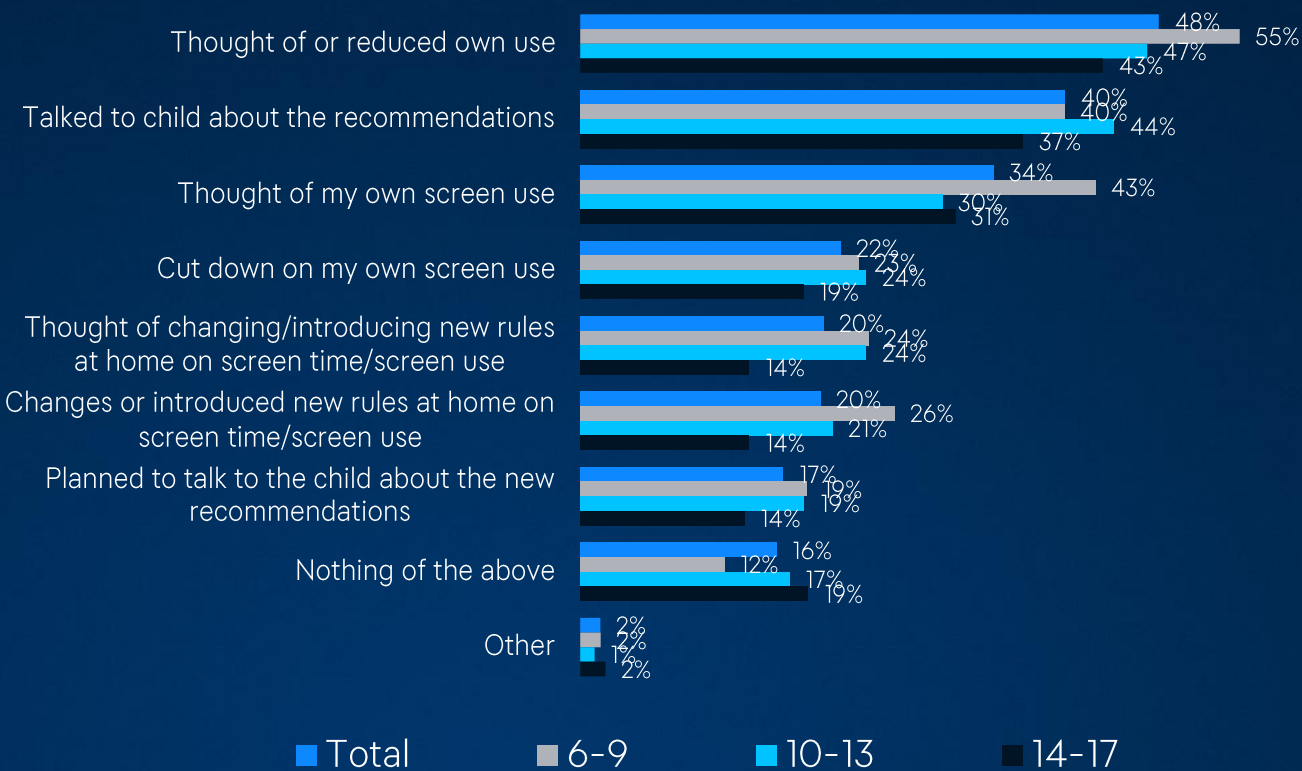 Thought of or reduced own use
48%
55%
47%
43%
Talked to child about the recommendations
40%
40%
44%
37%
Thought of my own screen use
34%
43%
30%
31%
Cut down on my own screen use
22%
23%
24%
19%
Thought of changing/introducing new rules
at home on screen time/screen use
20%
24%
24%
14%
Changes or introduced new rules at home on
screen time/screen use
20%
26%
21%
14%
Planned to talk to the child about the new
recommendations
17%
19%
19%
14%
Nothing of the above
16%
12%
17%
19%
Other
2%
2%
1%
2%
Total 6-9 10-13 14-17